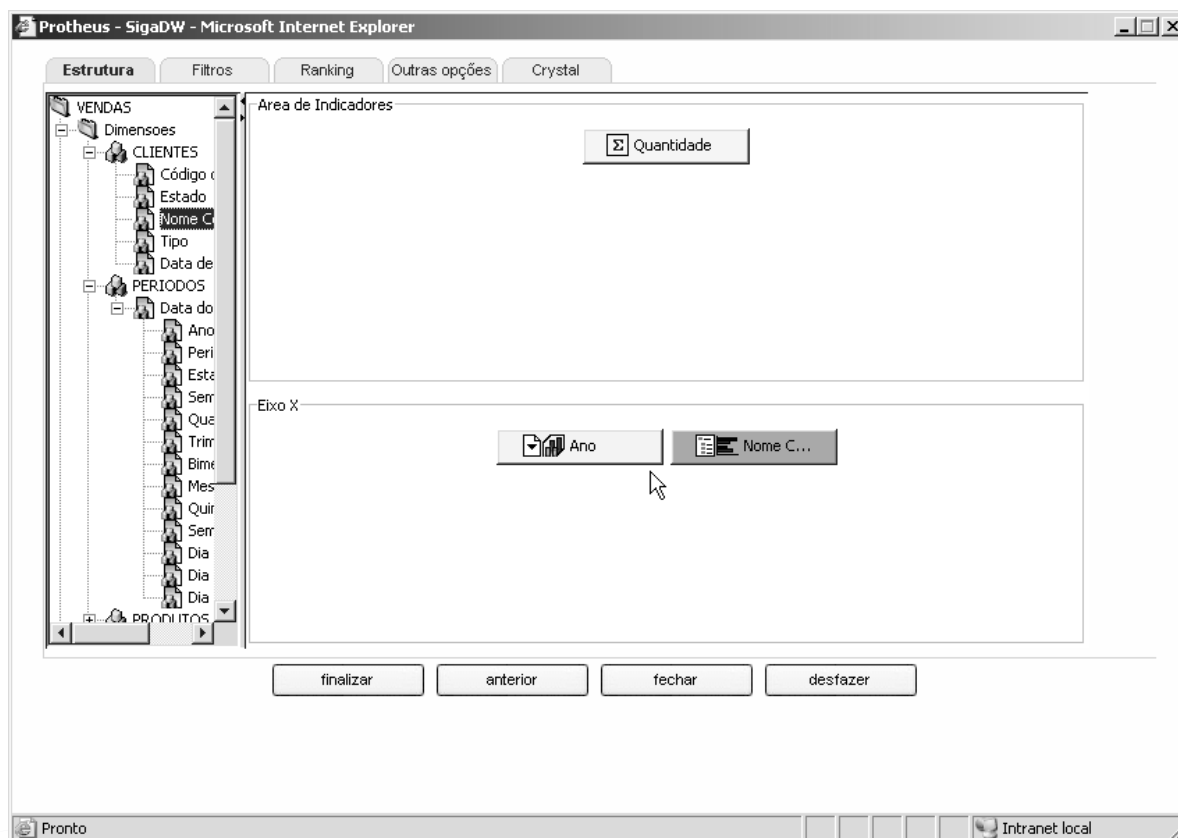 Protheus - SigaDW - Microsoft Internet Explorer
Estrutura Filtros Ranking Outras opções Crystal
VENDAS
Dimensoes
CLIENTES
Código
Estado
Nome C
Tipo
Data de
PERIODOS
Data do
Ano
Peri
Esta
Sem
Qua
Trim
Bime
Mes
Quir
Sem
Dia
Dia
Dia
PRODUTOS
Area de Indicadores
Σ Quantidade
Eixo X
Ano Nome C...
finalizar anterior fechar desfazer
Pronto Intranet local